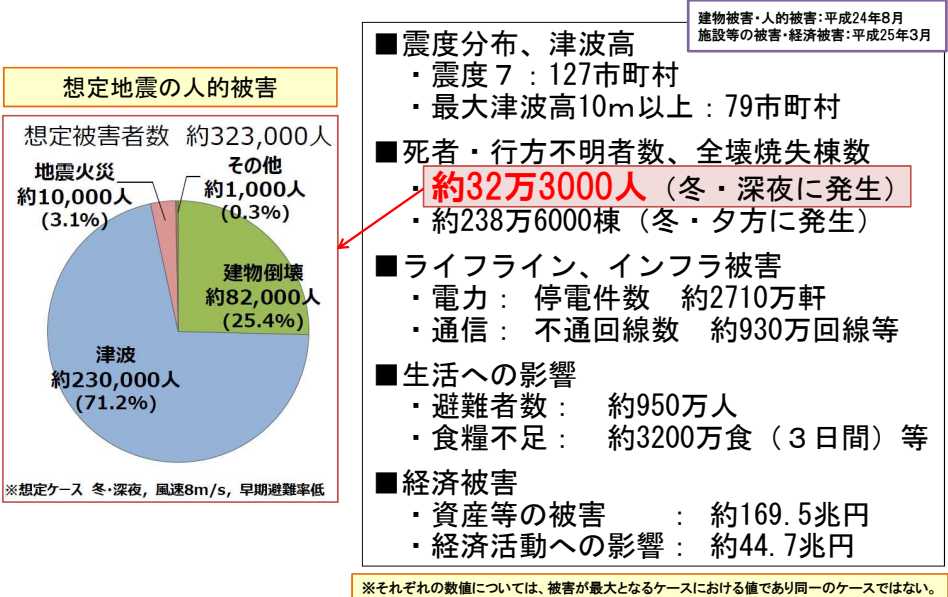 建物被害・人的被害:平成24年8月
施設等の被害・経済被害:平成25年3月
想定地震の人的被害
想定被害者数 約323,000人
地震火災
約10,000人
(3.1%)
その他
約1,000人
(0.3%)
建物倒壊
約82,000人
(25.4%)
津波
約230,000人
(71.2%)
※想定ケース 冬・深夜, 風速8m/s, 早期避難率低
■震度分布、津波高
・震度７：127市町村
・最大津波高10ｍ以上：79市町村
■死者・行方不明者数、全壊焼失棟数
・約32万3000人（冬・深夜に発生）
・約238万6000棟（冬・夕方に発生）
■ライフライン、インフラ被害
・電力： 停電件数 約2710万軒
・通信： 不通回線数 約930万回線等
■生活への影響
・避難者数： 約950万人
・食糧不足： 約3200万食（３日間）等
■経済被害
・資産等の被害 ： 約169.5兆円
・経済活動への影響： 約44.7兆円
※それぞれの数値については、被害が最大となるケースにおける値であり同一のケースではない。